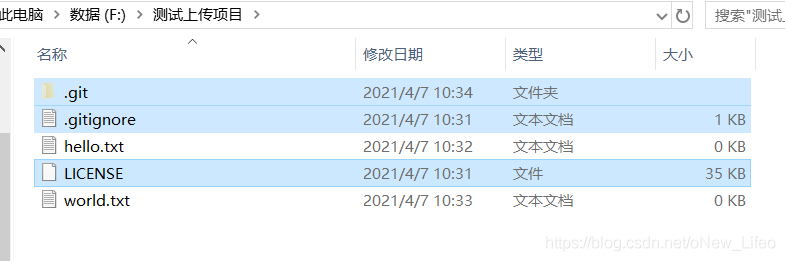 此电脑 > 数据 (F:) > 测试上传项目 >
搜索"测试
名称 修改日期 类型 大小
.git 2021/4/7 10:34 文件夹
.gitignore 2021/4/7 10:31 文本文档 1 KB
hello.txt 2021/4/7 10:32 文本文档 0 KB
LICENSE 2021/4/7 10:31 文件 35 KB
world.txt 2021/4/7 10:33 文本文档 0 KB
https://blog.csdn.net/oNew_Lifeo